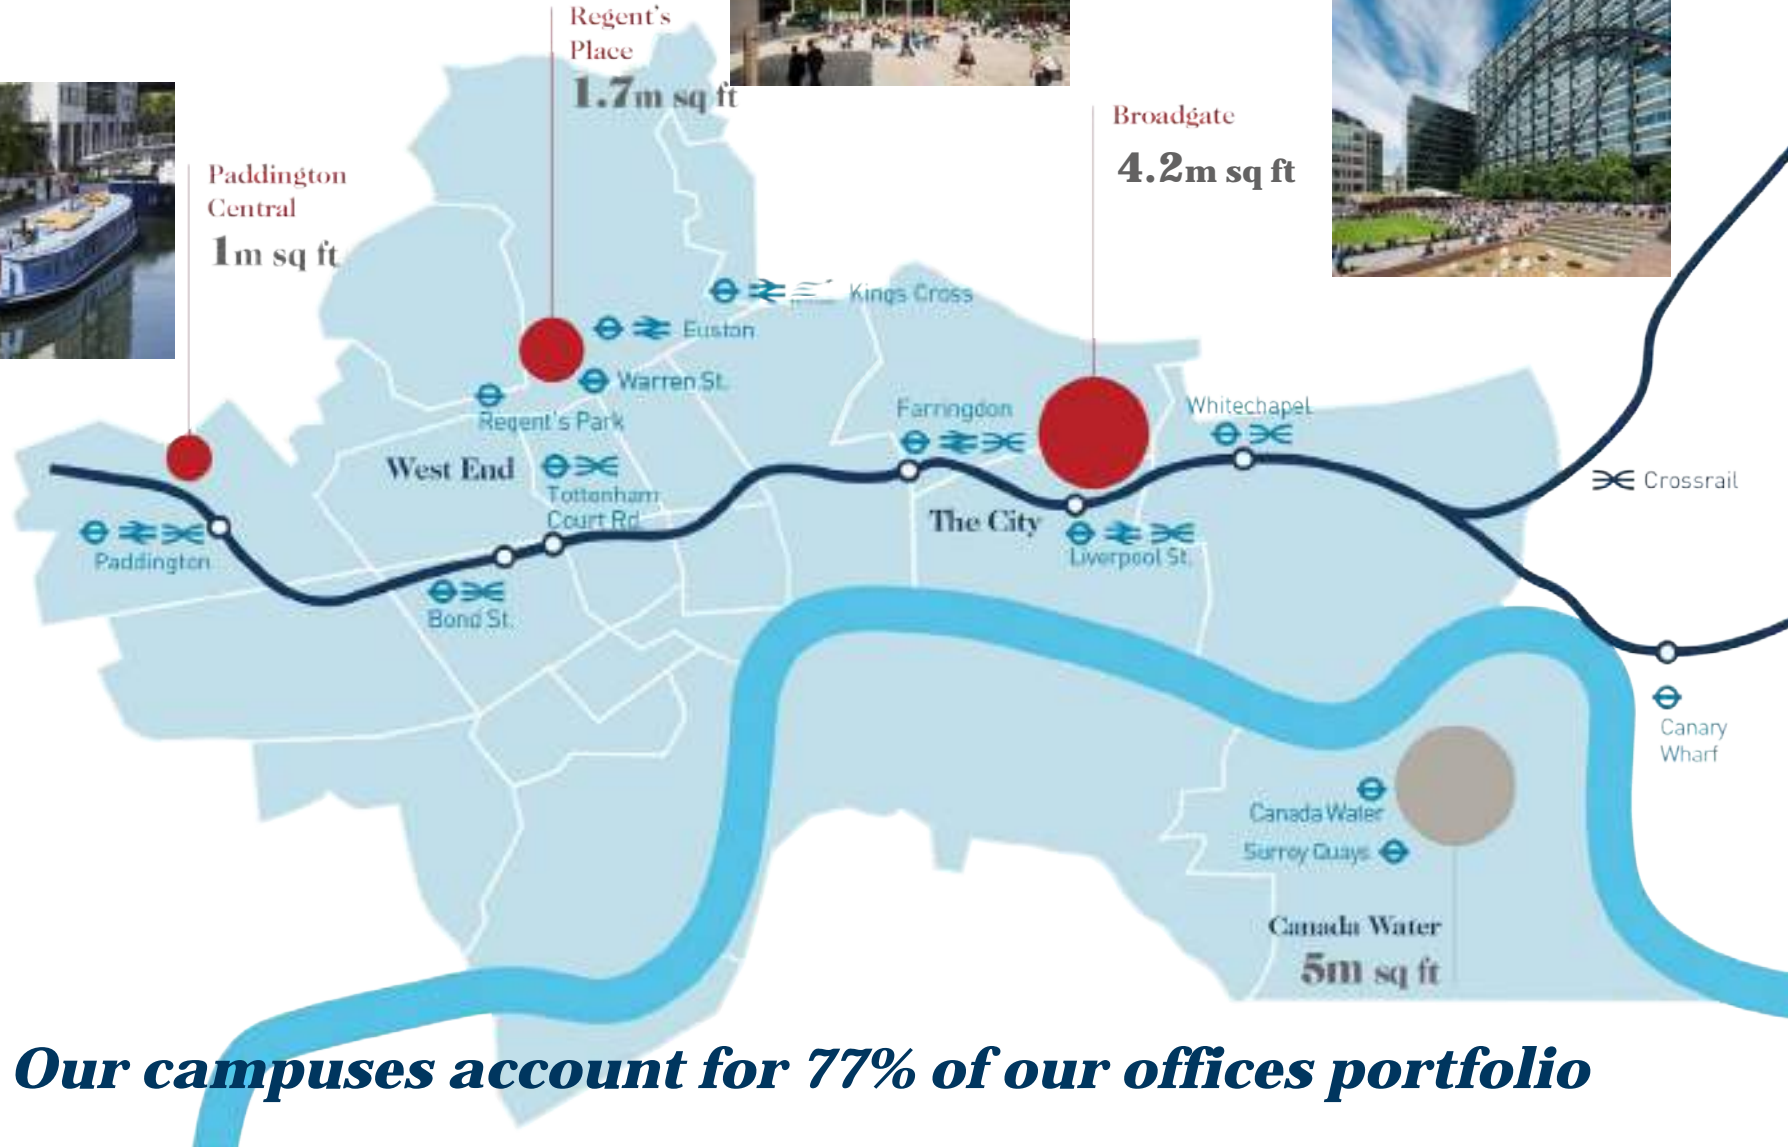 Regent's
Place
1.7m sq ft
Broadgate
4.2m sq ft
Paddington
Central
1m sq ft
Kings Cross
Euston
Warren St.
Regent's Park
Farringdon
Whitechapel
West End
Tottenham
Court Rd.
Crossrail
The City
Paddington
Liverpool St.
Bond St.
Canary
Wharf
Canada Water
Surrey Quays
Canada Water
5m sq ft
Our campuses account for 77% of our offices portfolio